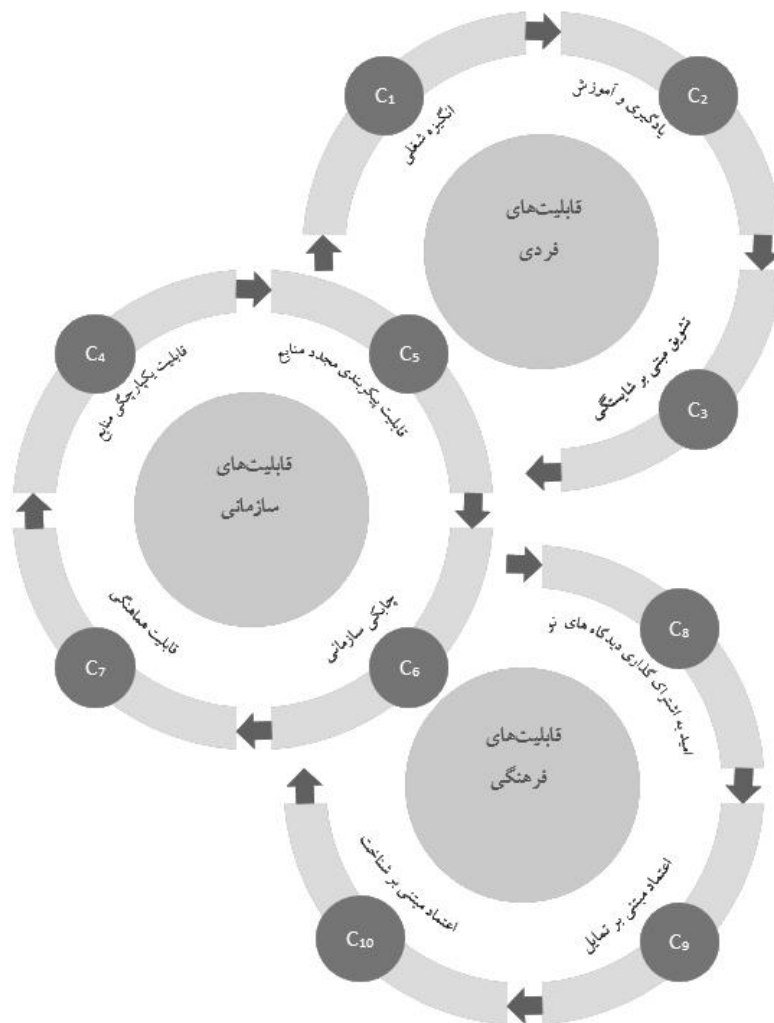 C₁
انگیزه شغلی
C₂
یادگیری و آموزش
C₃
تشویق مبتنی بر شایستگی
قابلیت‌های
فردی
C₄
قابلیت یکپارچگی منابع
C₅
قابلیت پیکربندی مجدد منابع
C₆
چابکی سازمانی
C₇
قابلیت هماهنگی
قابلیت‌های
سازمانی
C₈
امید به اشتراک گذاری دیدگاه های
C₉
اعتماد مبتنی بر تمایل
C₁₀
اعتماد مبتنی بر شناخت
قابلیت‌های
فرهنگی